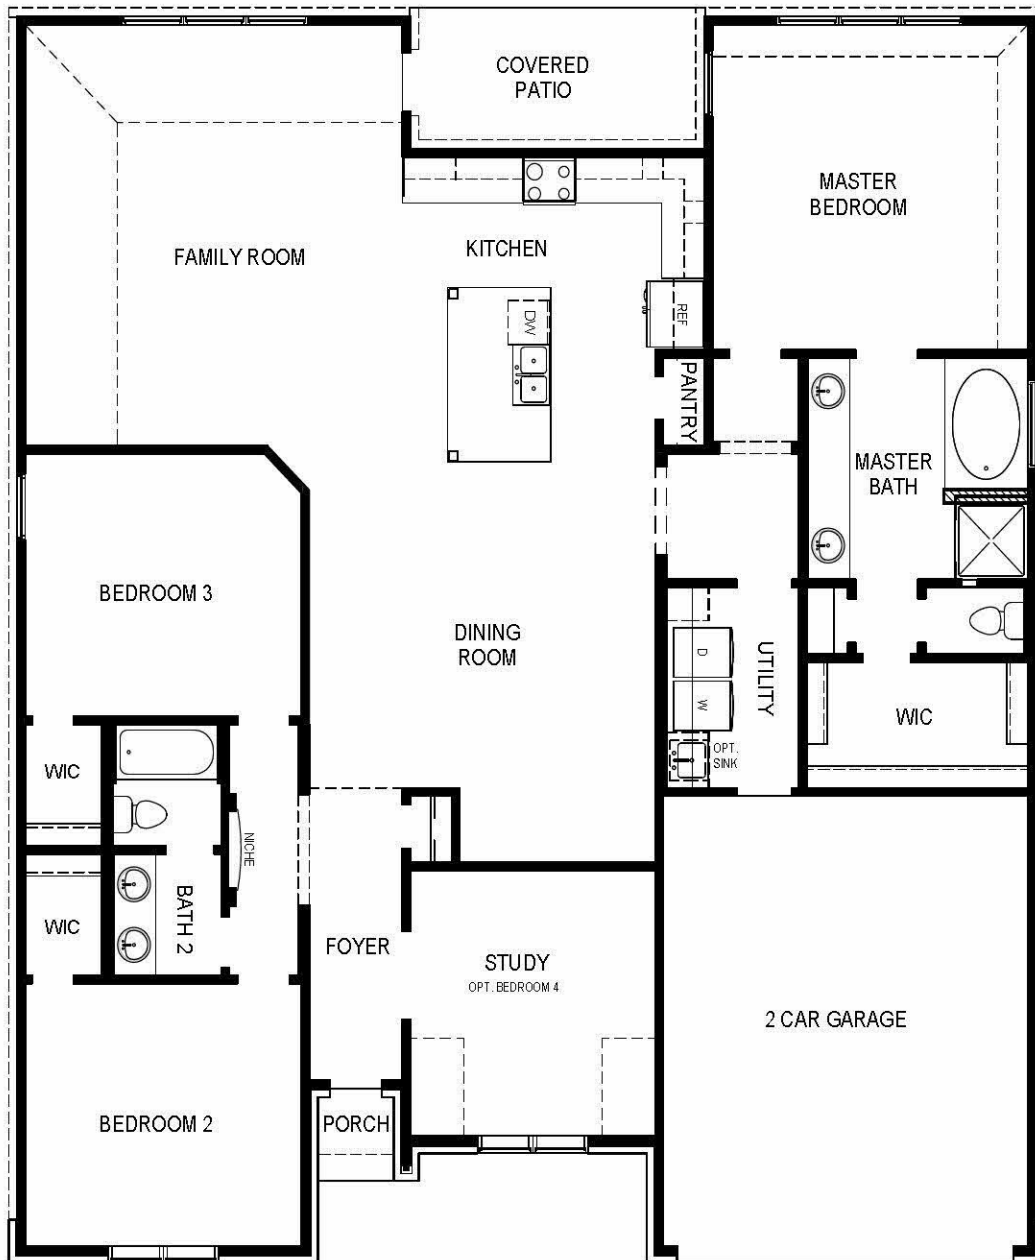 COVERED
PATIO
MASTER
BEDROOM
FAMILY ROOM
KITCHEN
DW
REF
PANTRY
MASTER
BATH
BEDROOM 3
DINING
ROOM
UTILITY
D
W
OPT.
SINK
WIC
WIC
NICHE
BATH 2
WIC
FOYER
STUDY
OPT. BEDROOM 4
2 CAR GARAGE
BEDROOM 2
PORCH